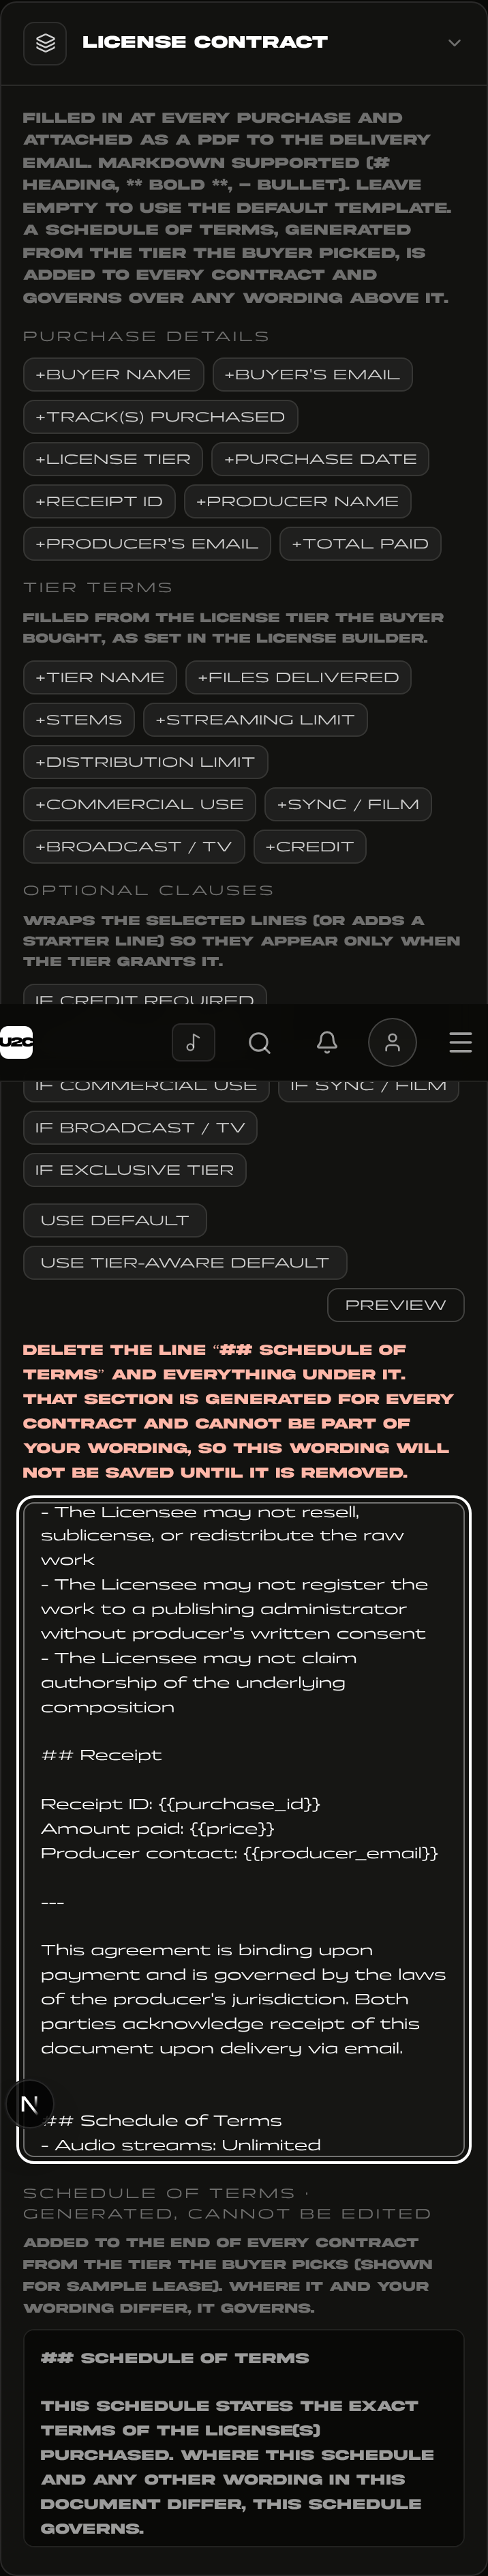 LICENSE CONTRACT
FILLED IN AT EVERY PURCHASE AND
ATTACHED AS A PDF TO THE DELIVERY
EMAIL. MARKDOWN SUPPORTED (#
HEADING, ** BOLD **, – BULLET). LEAVE
EMPTY TO USE THE DEFAULT TEMPLATE.
A SCHEDULE OF TERMS, GENERATED
FROM THE TIER THE BUYER PICKED, IS
ADDED TO EVERY CONTRACT AND
GOVERNS OVER ANY WORDING ABOVE IT.
PURCHASE DETAILS
+BUYER NAME +BUYER'S EMAIL
+TRACK(S) PURCHASED
+LICENSE TIER +PURCHASE DATE
+RECEIPT ID +PRODUCER NAME
+PRODUCER'S EMAIL +TOTAL PAID
TIER TERMS
FILLED FROM THE LICENSE TIER THE BUYER
BOUGHT, AS SET IN THE LICENSE BUILDER.
+TIER NAME +FILES DELIVERED
+STEMS +STREAMING LIMIT
+DISTRIBUTION LIMIT
+COMMERCIAL USE +SYNC / FILM
+BROADCAST / TV +CREDIT
OPTIONAL CLAUSES
WRAPS THE SELECTED LINES (OR ADDS A
STARTER LINE) SO THEY APPEAR ONLY WHEN
THE TIER GRANTS IT.
IF CREDIT REQUIRED
U2C
IF COMMERCIAL USE IF SYNC / FILM
IF BROADCAST / TV
IF EXCLUSIVE TIER
USE DEFAULT
USE TIER-AWARE DEFAULT
PREVIEW
DELETE THE LINE “## SCHEDULE OF
TERMS” AND EVERYTHING UNDER IT.
THAT SECTION IS GENERATED FOR EVERY
CONTRACT AND CANNOT BE PART OF
YOUR WORDING, SO THIS WORDING WILL
NOT BE SAVED UNTIL IT IS REMOVED.
- The Licensee may not resell,
sublicense, or redistribute the raw
work
- The Licensee may not register the
work to a publishing administrator
without producer's written consent
- The Licensee may not claim
authorship of the underlying
composition
## Receipt
Receipt ID: {{purchase_id}}
Amount paid: {{price}}
Producer contact: {{producer_email}}
---
This agreement is binding upon
payment and is governed by the laws
of the producer's jurisdiction. Both
parties acknowledge receipt of this
document upon delivery via email.
N
## Schedule of Terms
- Audio streams: Unlimited
SCHEDULE OF TERMS ·
GENERATED, CANNOT BE EDITED
ADDED TO THE END OF EVERY CONTRACT
FROM THE TIER THE BUYER PICKS (SHOWN
FOR SAMPLE LEASE). WHERE IT AND YOUR
WORDING DIFFER, IT GOVERNS.
## SCHEDULE OF TERMS
THIS SCHEDULE STATES THE EXACT
TERMS OF THE LICENSE(S)
PURCHASED. WHERE THIS SCHEDULE
AND ANY OTHER WORDING IN THIS
DOCUMENT DIFFER, THIS SCHEDULE
GOVERNS.